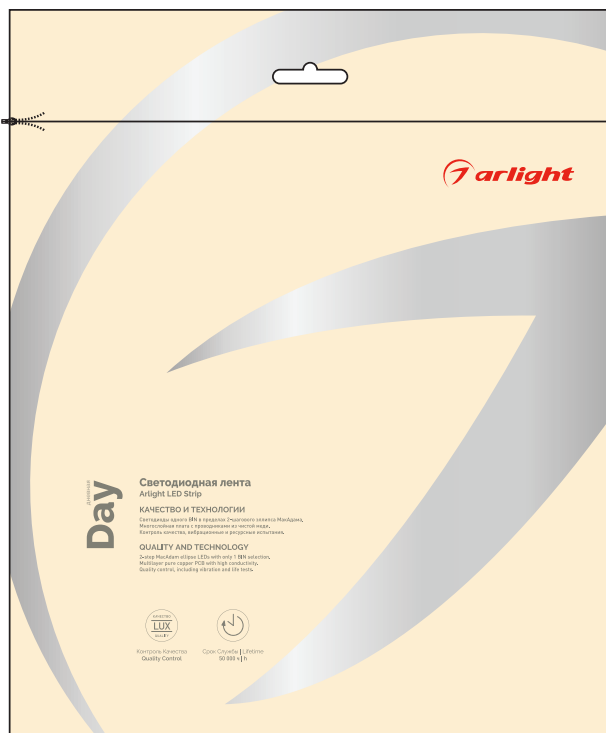 arlight
дневная
Day
Светодиодная лента
Arlight LED Strip
КАЧЕСТВО И ТЕХНОЛОГИИ
Светодиоды одного BIN в пределах 2-шагового эллипса МакАдама,
Многослойная плата с проводниками из чистой меди,
Контроль качества, вибрационные и ресурсные испытания.
QUALITY AND TECHNOLOGY
2-step MacAdam ellipse LEDs with only 1 BIN selection,
Multilayer pure copper PCB with high conductivity.
Quality control, including vibration and life tests.
КАЧЕСТВО
LUX
QUALITY
Контроль Качества
Quality Control
Срок Службы | Lifetime
50 000 ч | h